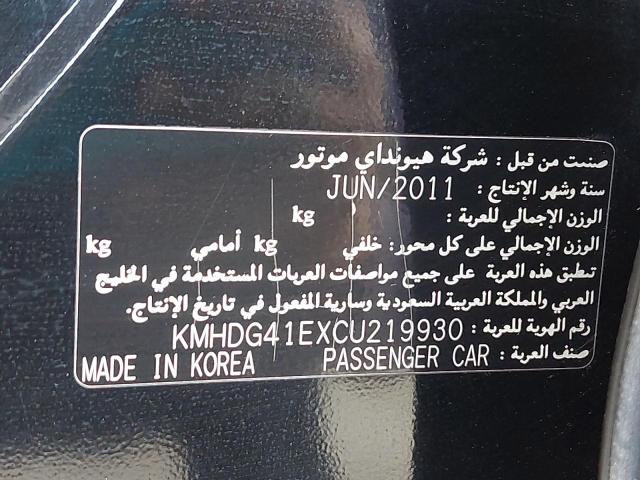 صنعت من قبل : شركة هيونداي موتور
سنة وشهر الإنتاج : JUN/2011
الوزن الإجمالي للعربة : kg
الوزن الإجمالي على كل محور: خلفي kg أمامي kg
تنطبق هذه العربة على جميع مواصفات العربات المستخدمة في الخليج
العربي والمملكة العربية السعودية وسارية المفعول في تاريخ الإنتاج.
رقم الهوية للعربة : KMHDG41EXCU219930
صنف العربة : PASSENGER CAR MADE IN KOREA